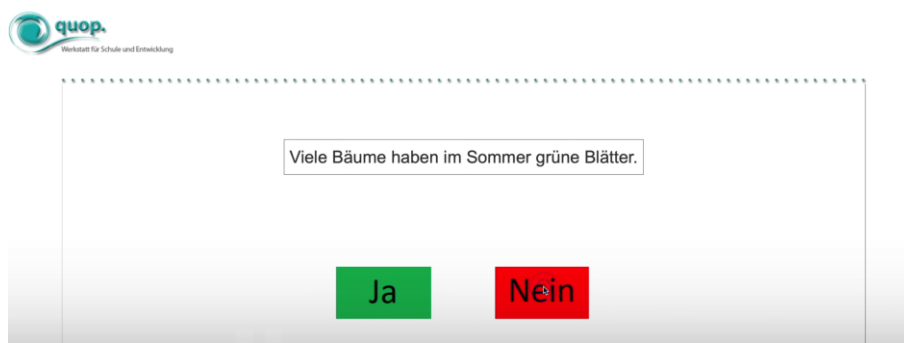 quop.
Werkstatt für Schule und Entwicklung
Viele Bäume haben im Sommer grüne Blätter.
Ja
Nein